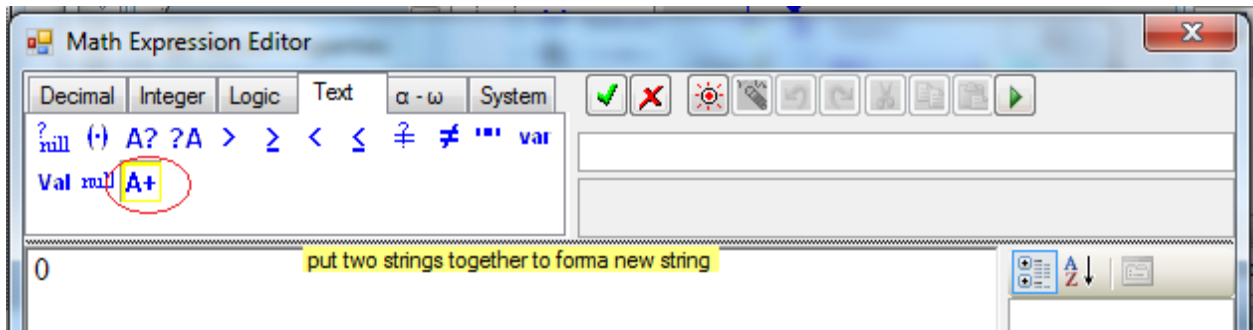 Math Expression Editor
x
Decimal Integer Logic Text α - ω System
? null (·) A? ?A > ≥ < ≤ ≟ ≠ "" var
Val null A+
put two strings together to forma new string
0
A
Z